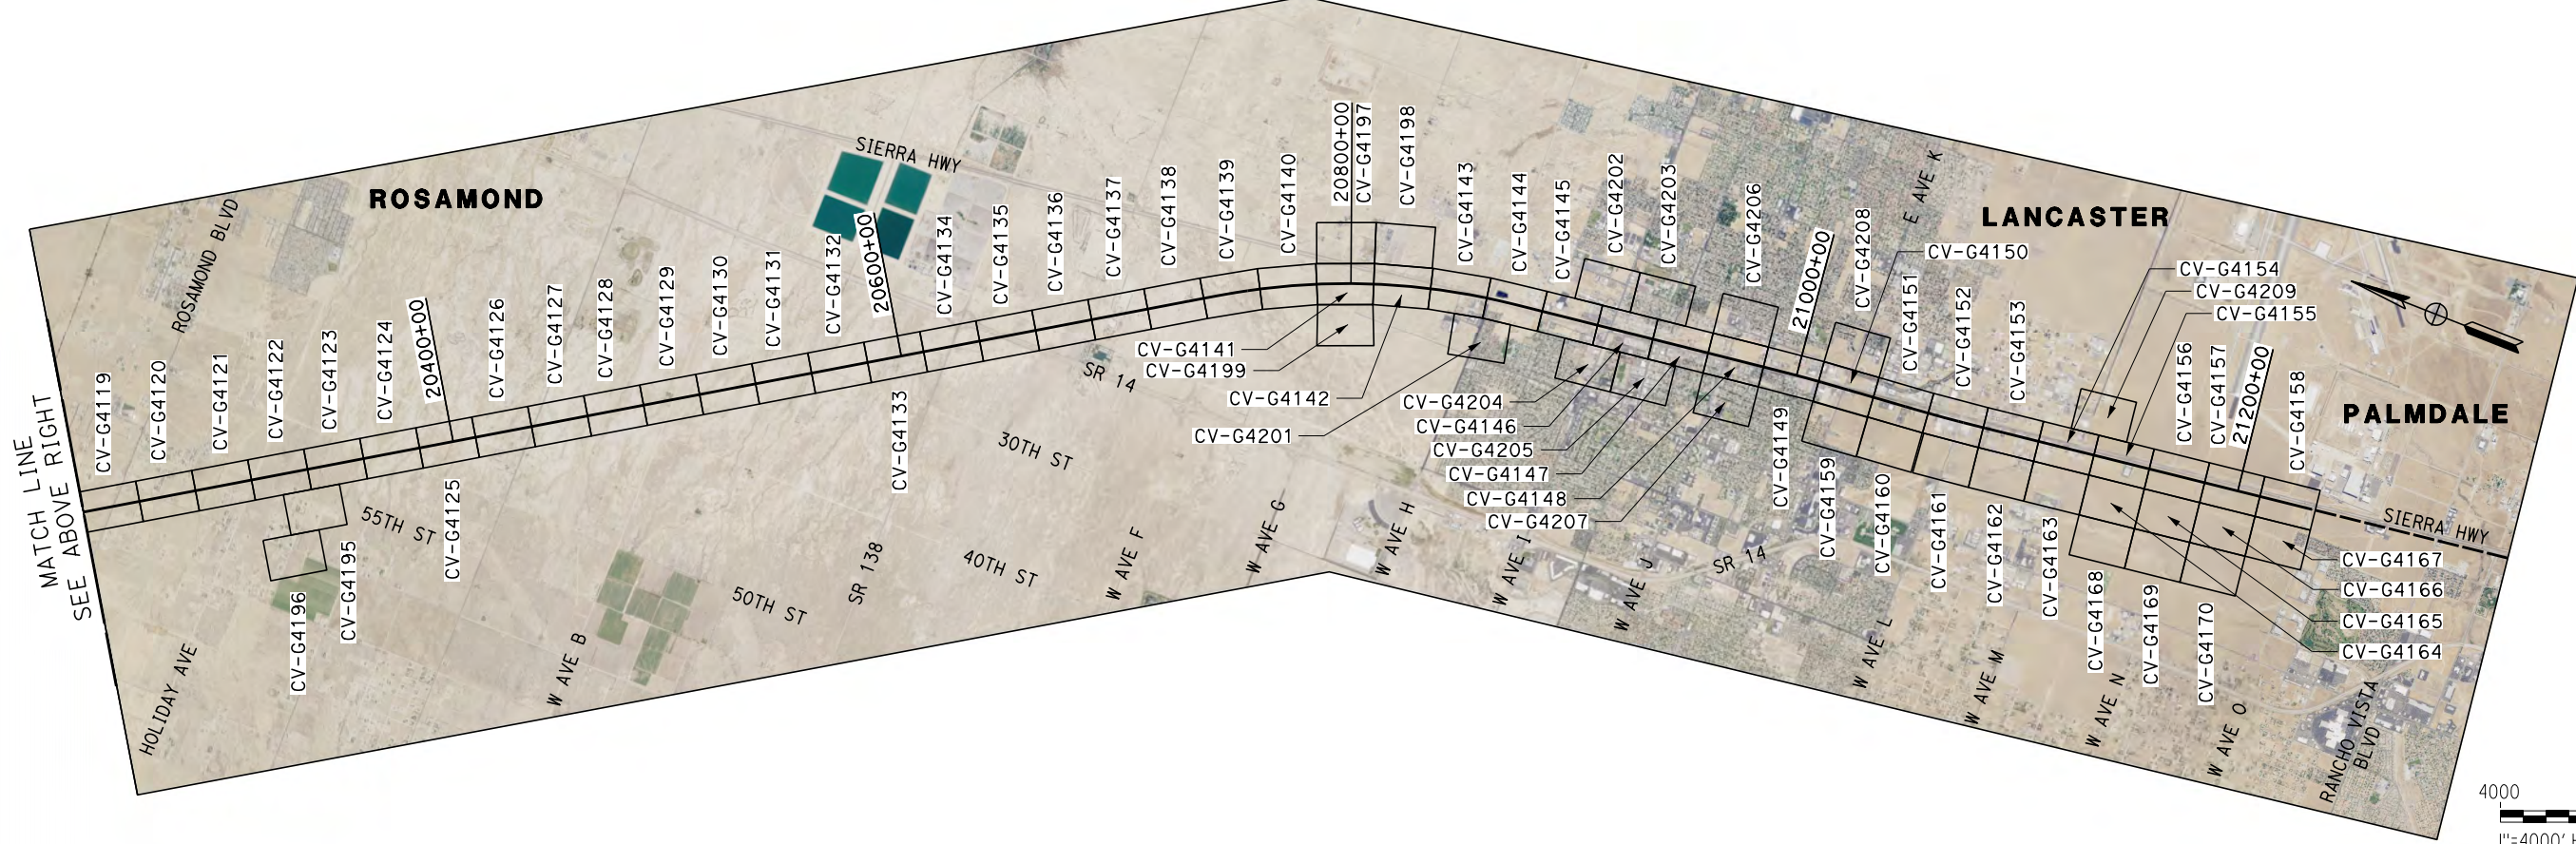 MATCH LINE
SEE ABOVE RIGHT
ROSAMOND BLVD
ROSAMOND
SIERRA HWY
CV-G4119
CV-G4120
CV-G4121
CV-G4122
CV-G4123
CV-G4124
20400+00
CV-G4125
CV-G4126
CV-G4127
CV-G4128
CV-G4129
CV-G4130
CV-G4131
CV-G4132
20600+00
CV-G4133
CV-G4134
CV-G4135
CV-G4136
CV-G4137
CV-G4138
CV-G4139
CV-G4140
20800+00
CV-G4197
CV-G4198
CV-G4143
CV-G4144
CV-G4145
CV-G4202
CV-G4203
CV-G4206
21000+00
CV-G4208
E AVE K
LANCASTER
CV-G4150
CV-G4151
CV-G4152
CV-G4153
CV-G4154
CV-G4209
CV-G4155
CV-G4156
CV-G4157
21200+00
CV-G4158
PALMDALE
CV-G4141
CV-G4199
CV-G4142
CV-G4201
CV-G4204
CV-G4146
CV-G4205
CV-G4147
CV-G4148
CV-G4207
CV-G4149
CV-G4159
CV-G4160
CV-G4161
CV-G4162
CV-G4163
CV-G4168
CV-G4169
CV-G4170
SIERRA HWY
CV-G4167
CV-G4166
CV-G4165
CV-G4164
CV-G4196
CV-G4195
HOLIDAY AVE
55TH ST
W AVE B
50TH ST
SR 138
40TH ST
30TH ST
SR 14
W AVE F
W AVE G
W AVE H
W AVE I
W AVE J
SR 14
W AVE L
W AVE M
W AVE N
W AVE O
RANCHO VISTA
BLVD
4000
1"=4000'